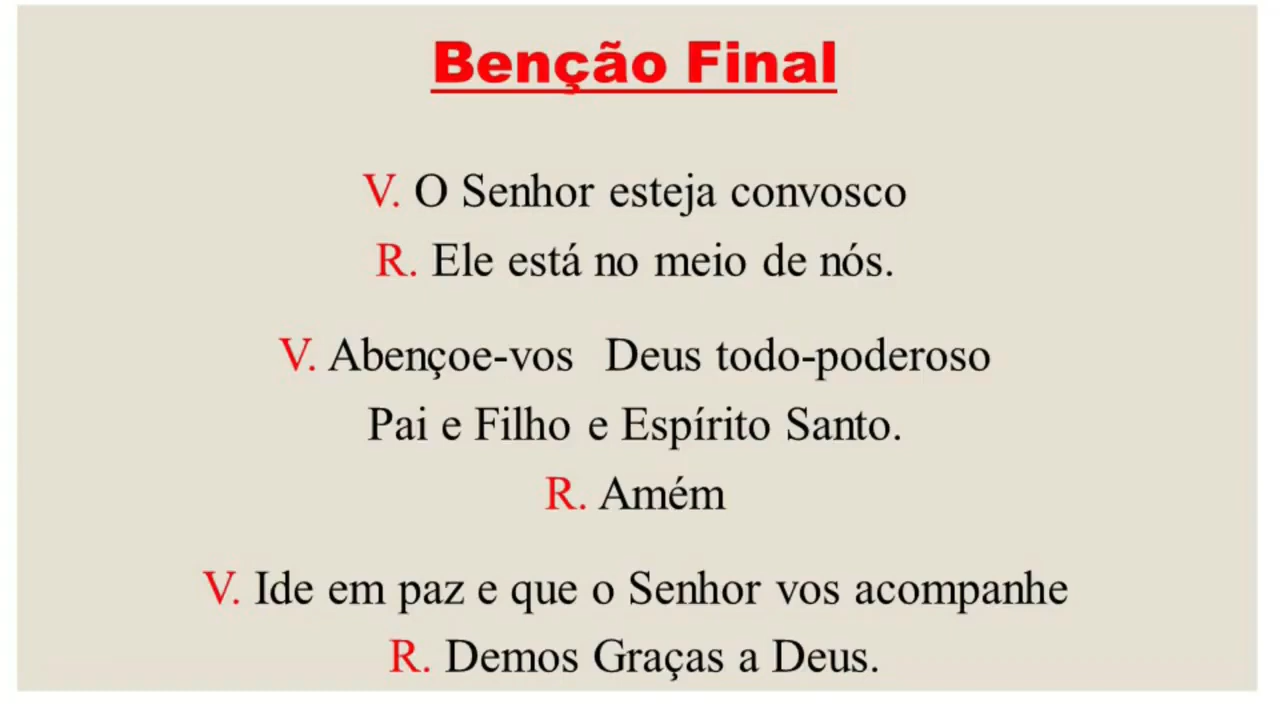 Benção Final
V. O Senhor esteja convosco
R. Ele está no meio de nós.
V. Abençoe-vos Deus todo-poderoso
Pai e Filho e Espírito Santo.
R. Amém
V. Ide em paz e que o Senhor vos acompanhe
R. Demos Graças a Deus.